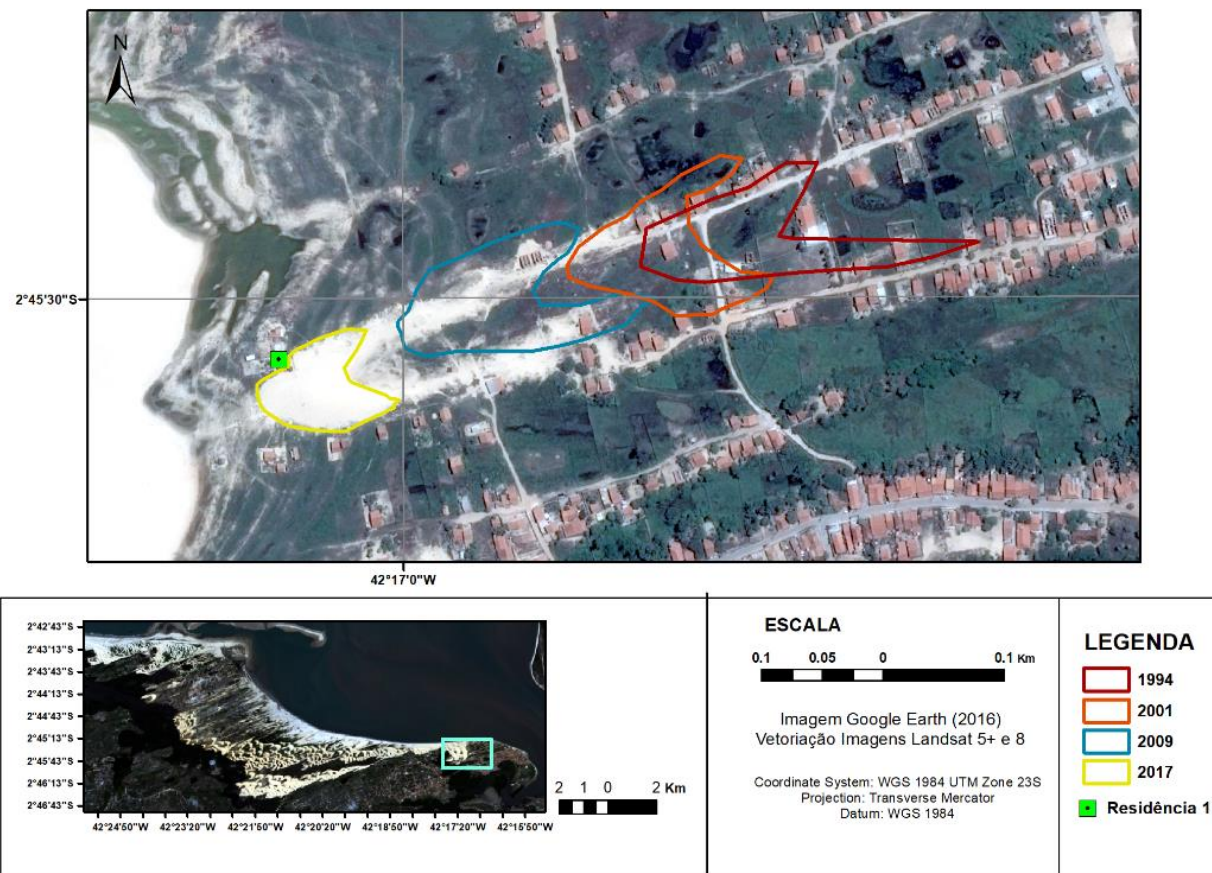 N
2°45'30"S
42°17'0"W
2°42'43"S
2°43'13"S
2°43'43"S
2°44'13"S
2°44'43"S
2°45'13"S
2°45'43"S
2°46'13"S
2°46'43"S
42°24'50"W 42°23'20"W 42°21'50"W 42°20'20"W 42°18'50"W 42°17'20"W 42°15'50"W
2 1 0 2 Km
ESCALA
0.1 0.05 0 0.1 Km
Imagem Google Earth (2016)
Vetoriação Imagens Landsat 5+ e 8
Coordinate System: WGS 1984 UTM Zone 23S
Projection: Transverse Mercator
Datum: WGS 1984
LEGENDA
1994
2001
2009
2017
Residência 1